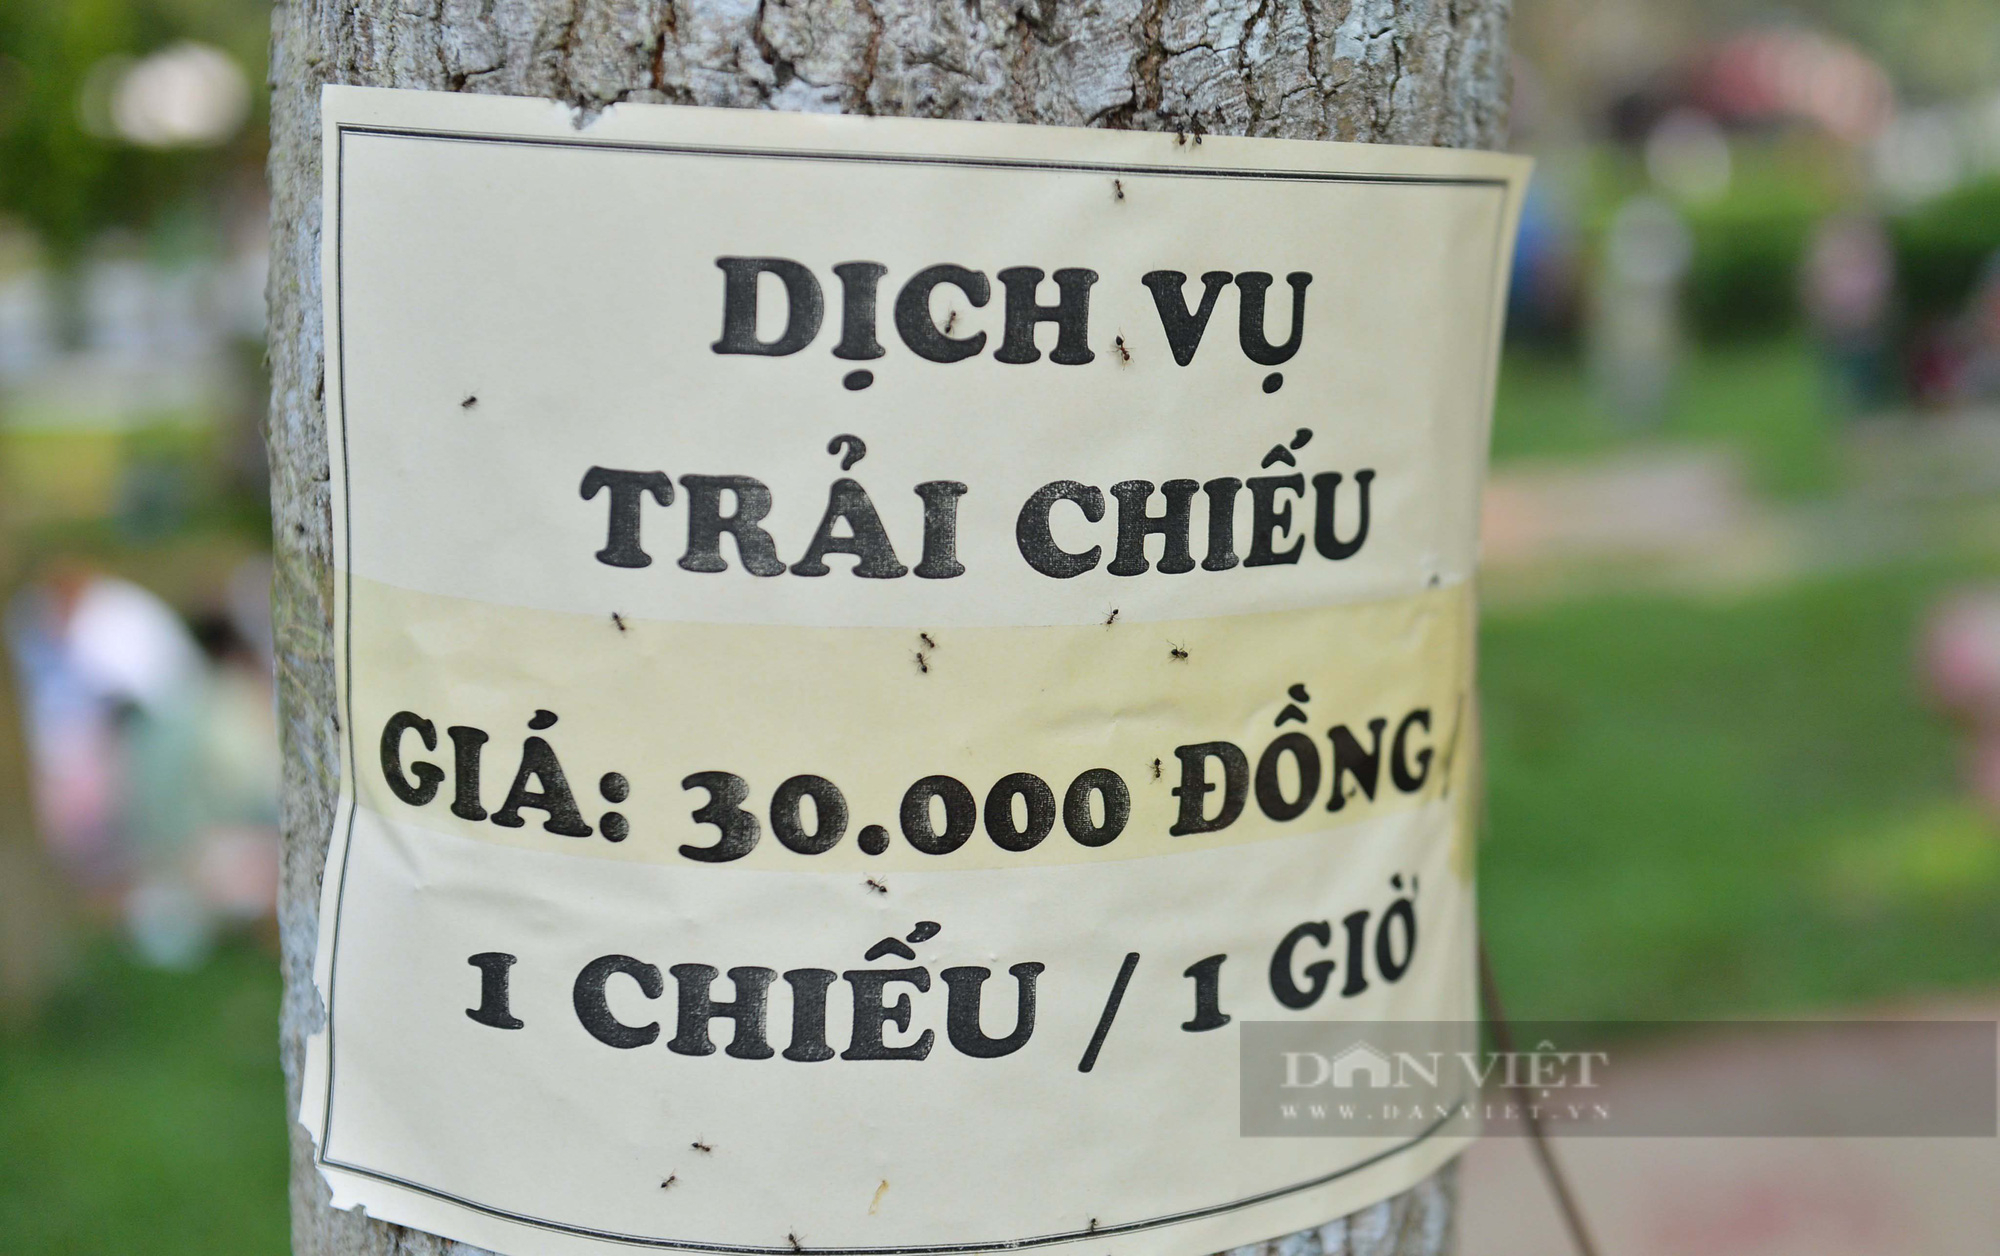 DỊCH VỤ
TRẢI CHIẾU
GIÁ: 30.000 ĐỒNG /
1 CHIẾU / 1 GIỜ
DÂN VIỆT
WWW.DANVIET.VN